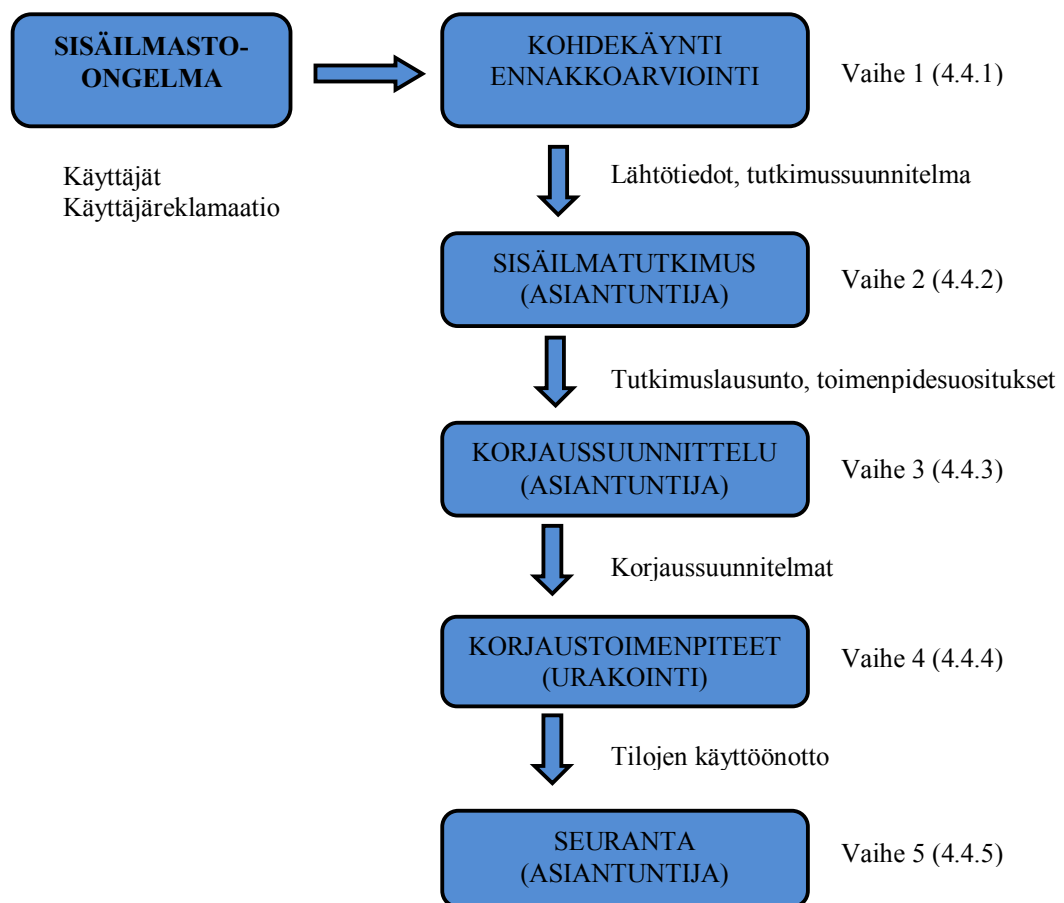 SISÄILMASTO-
ONGELMA
KOHDEKÄYNTI
ENNAKKOARVIOINTI
Vaihe 1 (4.4.1)
Käyttäjät
Käyttäjäreklamaatio
Lähtötiedot, tutkimussuunnitelma
SISÄILMATUTKIMUS
(ASIANTUNTIJA)
Vaihe 2 (4.4.2)
Tutkimuslausunto, toimenpidesuositukset
KORJAUSSUUNNITTELU
(ASIANTUNTIJA)
Vaihe 3 (4.4.3)
Korjaussuunnitelmat
KORJAUSTOIMENPITEET
(URAKOINTI)
Vaihe 4 (4.4.4)
Tilojen käyttöönotto
SEURANTA
(ASIANTUNTIJA)
Vaihe 5 (4.4.5)